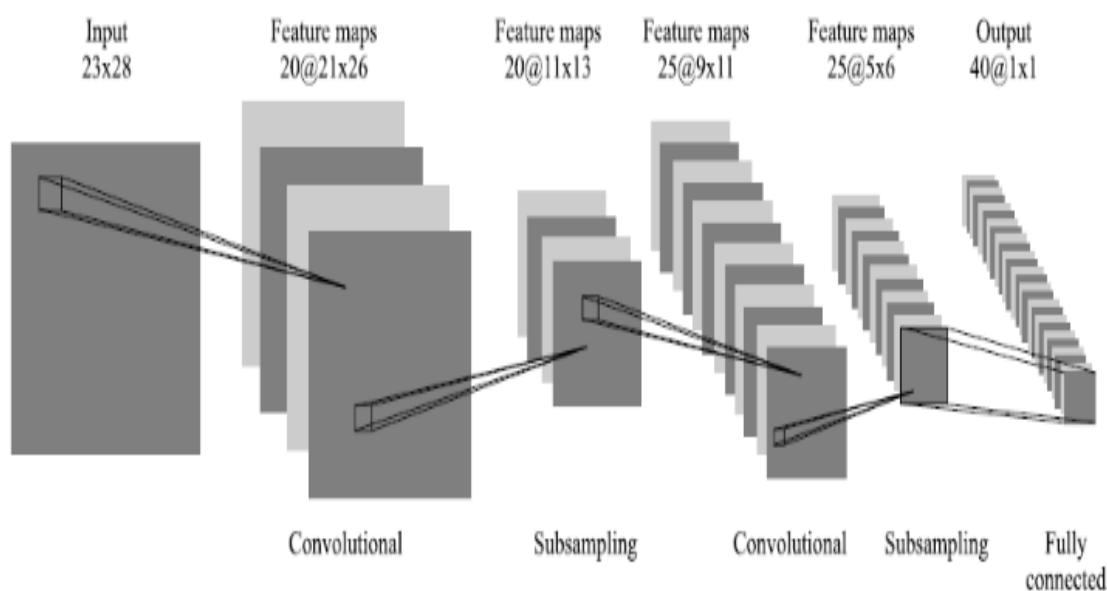 Input
23x28
Feature maps
20@21x26
Feature maps
20@11x13
Feature maps
25@9x11
Feature maps
25@5x6
Output
40@1x1
Convolutional
Subsampling
Convolutional
Subsampling
Fully
connected